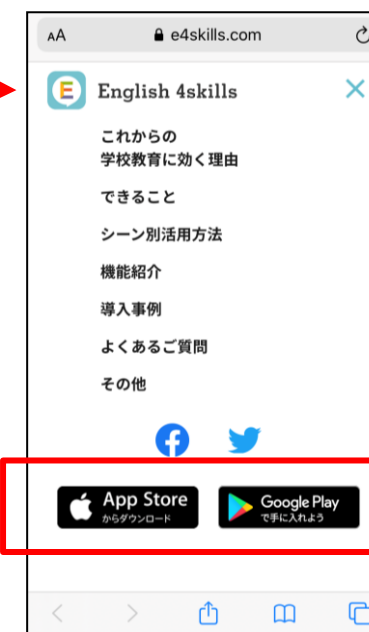 AA e4skills.com
E English 4skills
これからの
学校教育に効く理由
できること
シーン別活用方法
機能紹介
導入事例
よくあるご質問
その他
App Store
からダウンロード
Google Play
で手に入れよう